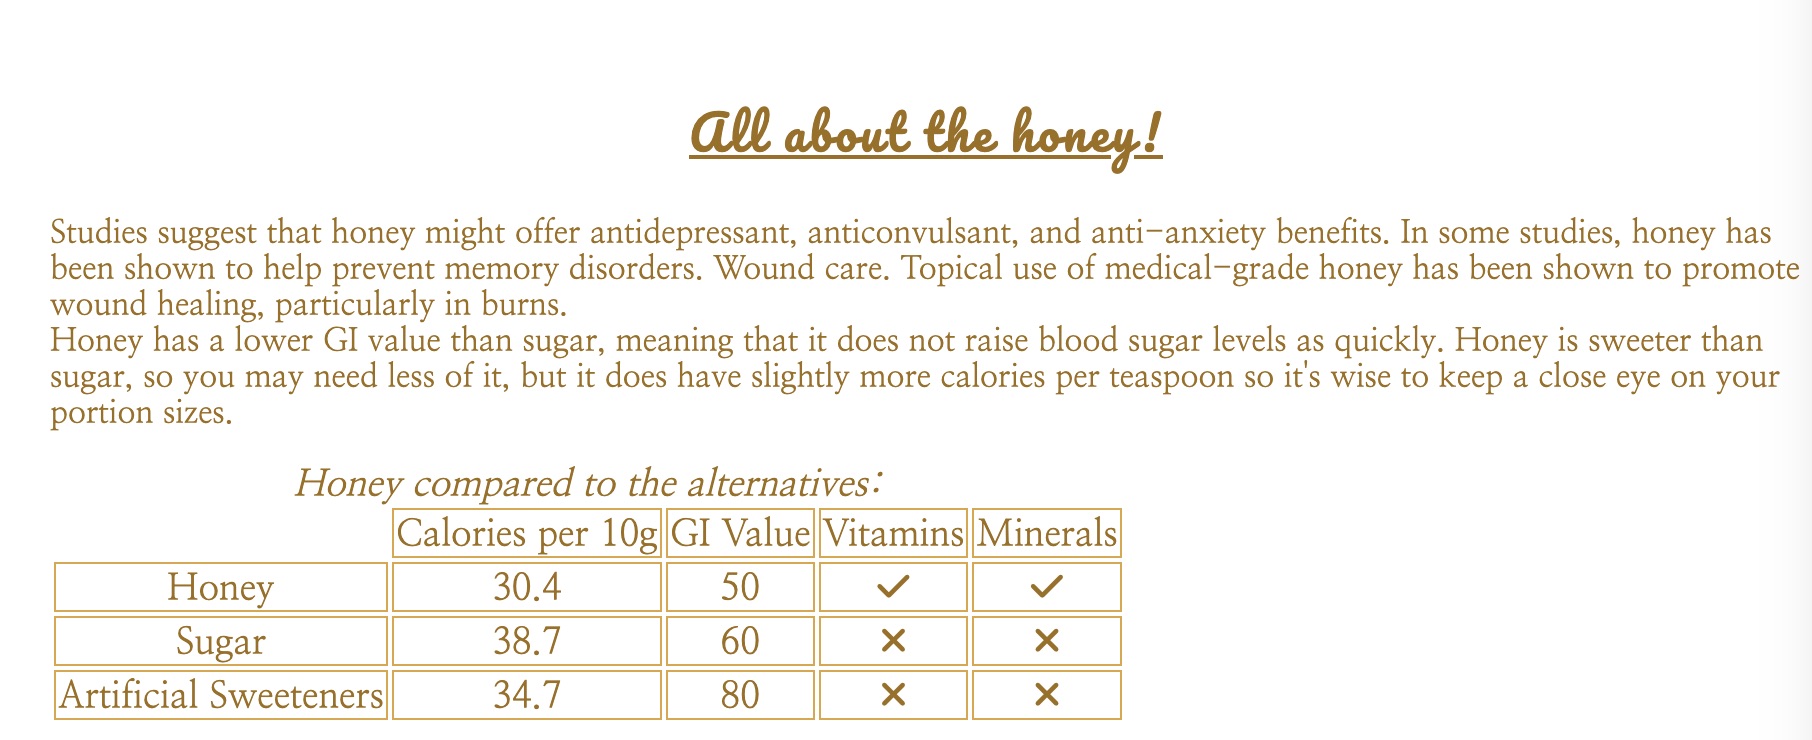 All about the honey!
Studies suggest that honey might offer antidepressant, anticonvulsant, and anti-anxiety benefits. In some studies, honey has
been shown to help prevent memory disorders. Wound care. Topical use of medical-grade honey has been shown to promote
wound healing, particularly in burns.
Honey has a lower GI value than sugar, meaning that it does not raise blood sugar levels as quickly. Honey is sweeter than
sugar, so you may need less of it, but it does have slightly more calories per teaspoon so it's wise to keep a close eye on your
portion sizes.
Honey compared to the alternatives:
Calories per 10g GI Value Vitamins Minerals
Honey 30.4 50 ✓ ✓
Sugar 38.7 60 ✕ ✕
Artificial Sweeteners 34.7 80 ✕ ✕